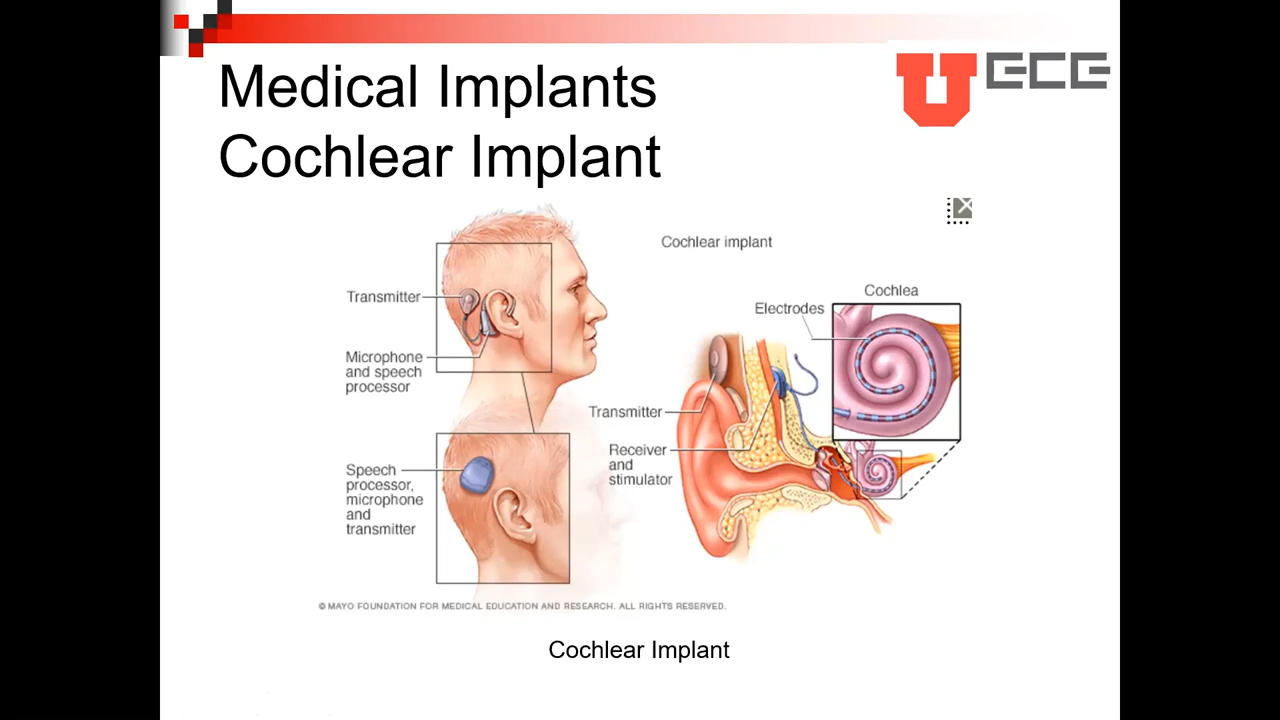 Medical Implants
Cochlear Implant
U ECE
Cochlear implant
Transmitter
Microphone
and speech
processor
Speech
processor,
microphone
and
transmitter
Cochlea
Electrodes
Transmitter
Receiver
and
stimulator
© MAYO FOUNDATION FOR MEDICAL EDUCATION AND RESEARCH. ALL RIGHTS RESERVED.
Cochlear Implant